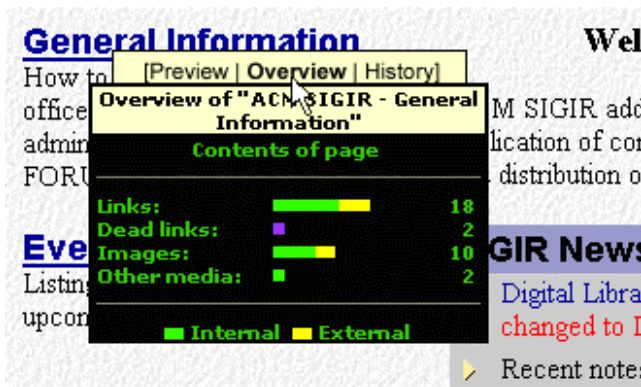 General Information
Wel
How to
[Preview | Overview | History]
office
Overview of "ACM SIGIR - General
Information"
M SIGIR add
admin
Contents of page
lication of con
FORU
distribution o
Links: 18
Dead links: 2
Eve
Images: 10
GIR News
Other media: 2
Listing
Digital Libra
upcon
Internal External
changed to D
Recent note